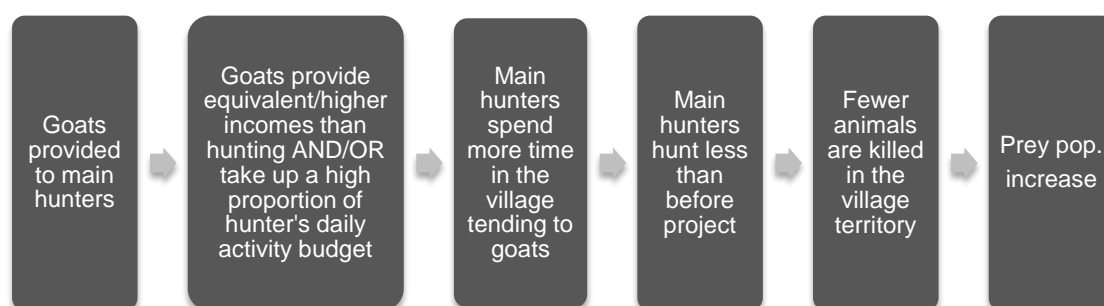 Goats
provided
to main
hunters
Goats provide
equivalent/higher
incomes than
hunting AND/OR
take up a high
proportion of
hunter's daily
activity budget
Main
hunters
spend
more time
in the
village
tending to
goats
Main
hunters
hunt less
than
before
project
Fewer
animals
are killed
in the
village
territory
Prey pop.
increase